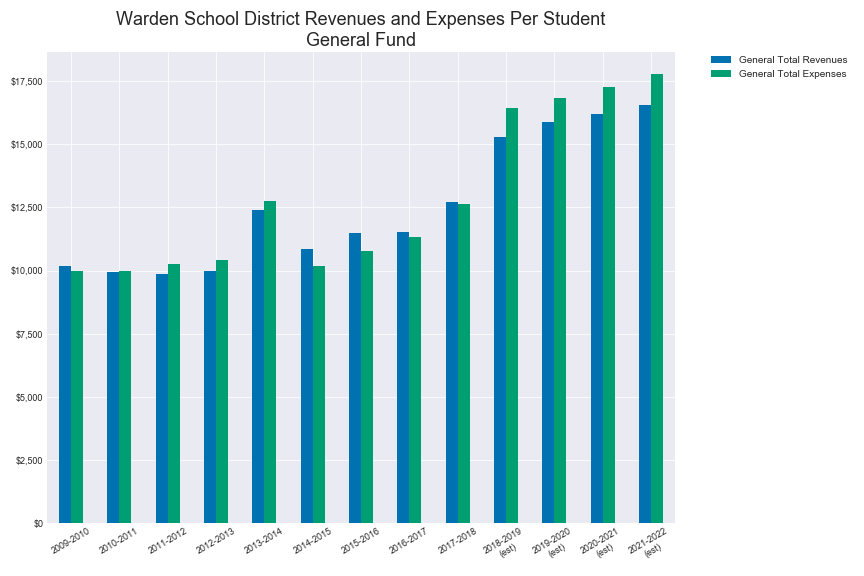 Warden School District Revenues and Expenses Per Student
General Fund
General Total Revenues
General Total Expenses
$17,500
$15,000
$12,500
$10,000
$7,500
$5,000
$2,500
$0
2009-2010
2010-2011
2011-2012
2012-2013
2013-2014
2014-2015
2015-2016
2016-2017
2017-2018
2018-2019
(est)
2019-2020
(est)
2020-2021
(est)
2021-2022
(est)